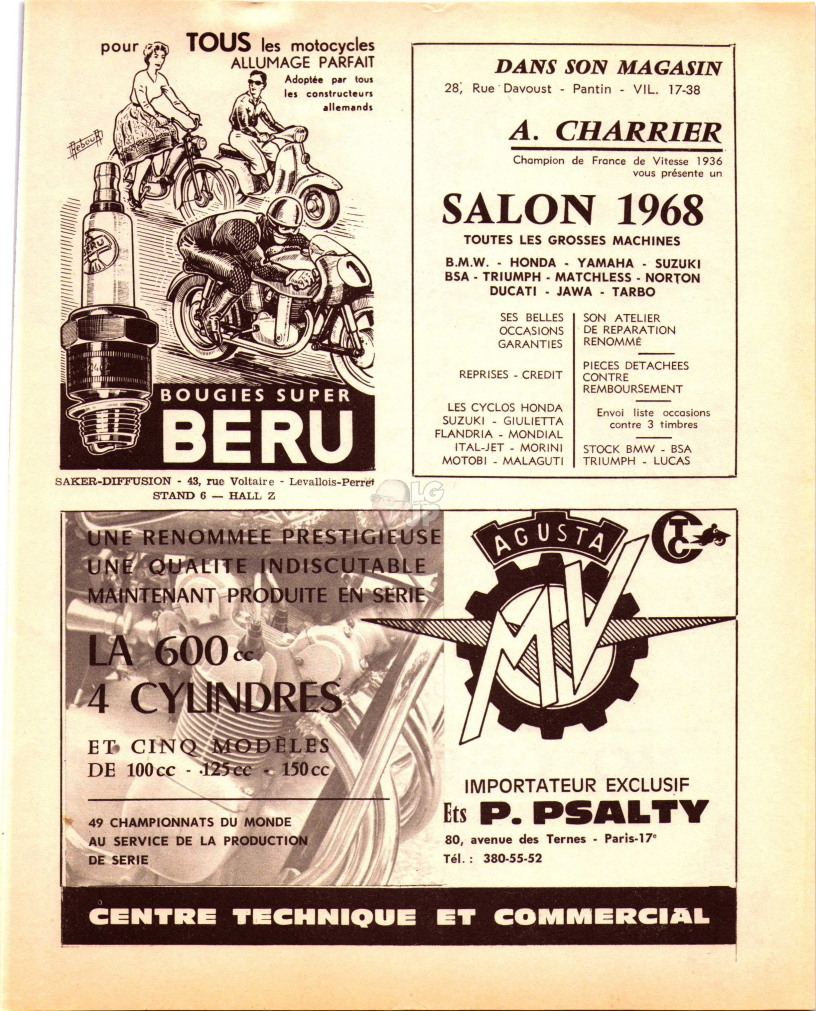 pour TOUS les motocycles
ALLUMAGE PARFAIT
Adoptée par tous
les constructeurs
allemands
Rebour
BERU
1
BOUGIES SUPER
BERU
SAKER-DIFFUSION - 43, rue Voltaire - Levallois-Perret
STAND 6 — HALL Z
DANS SON MAGASIN
28, Rue Davoust - Pantin - VIL. 17-38
A. CHARRIER
Champion de France de Vitesse 1936
vous présente un
SALON 1968
TOUTES LES GROSSES MACHINES
B.M.W. - HONDA - YAMAHA - SUZUKI
BSA - TRIUMPH - MATCHLESS - NORTON
DUCATI - JAWA - TARBO
SES BELLES
OCCASIONS
GARANTIES
REPRISES - CREDIT
LES CYCLOS HONDA
SUZUKI - GIULIETTA
FLANDRIA - MONDIAL
ITAL-JET - MORINI
MOTOBI - MALAGUTI
SON ATELIER
DE REPARATION
RENOMMÉ
PIECES DETACHEES
CONTRE
REMBOURSEMENT
Envoi liste occasions
contre 3 timbres
STOCK BMW - BSA
TRIUMPH - LUCAS
LG
UNE RENOMMEE PRESTIGIEUSE
UNE QUALITE INDISCUTABLE
MAINTENANT PRODUITE EN SERIE
LA 600cc
4 CYLINDRES
ET CINQ MODÈLES
DE 100cc - 125cc - 150cc
49 CHAMPIONNATS DU MONDE
AU SERVICE DE LA PRODUCTION
DE SERIE
AGUSTA
MV
CTC
IMPORTATEUR EXCLUSIF
Ets P. PSALTY
80, avenue des Ternes - Paris-17e
Tél. : 380-55-52
CENTRE TECHNIQUE ET COMMERCIAL